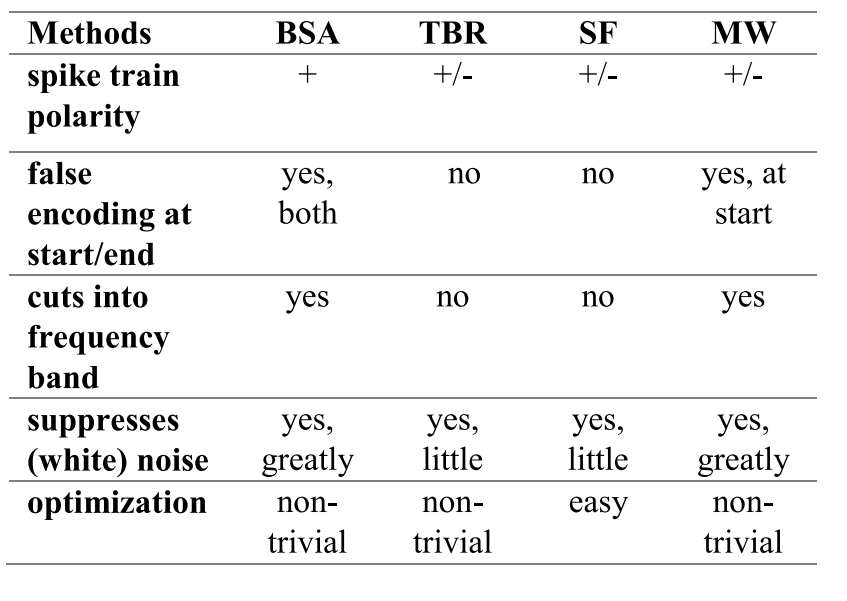 Methods BSA TBR SF MW
spike train + +/- +/- +/-
polarity
false yes, no no yes, at
encoding at both start
start/end
cuts into yes no no yes
frequency
band
suppresses yes, yes, yes, yes,
(white) noise greatly little little greatly
optimization non- non- easy non-
trivial trivial trivial